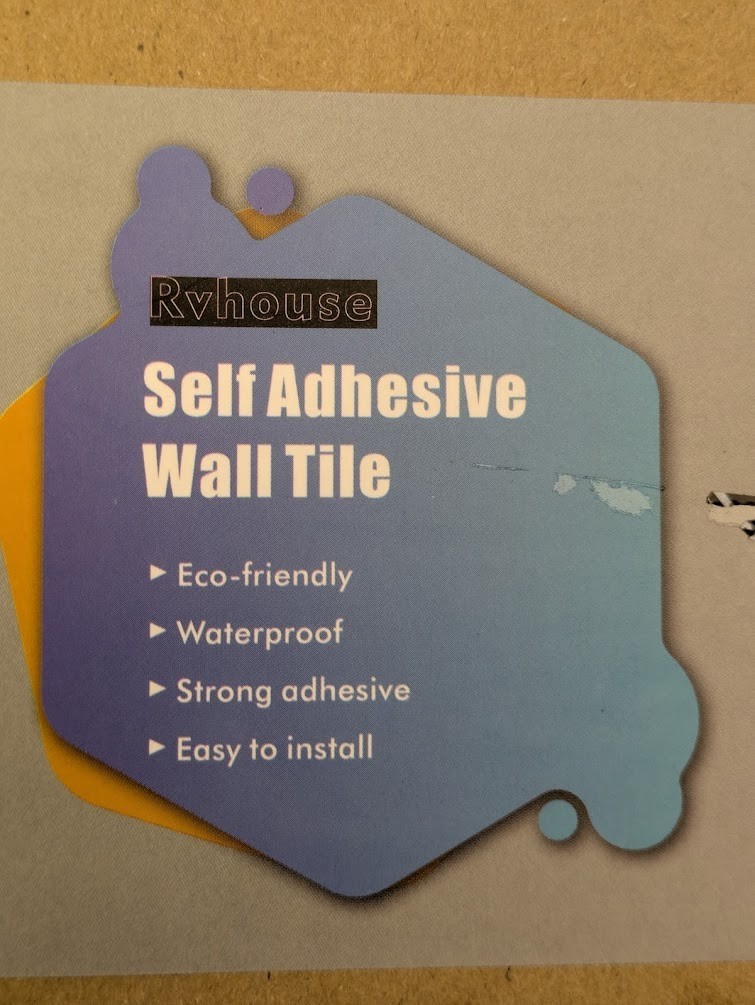 Rvhouse
Self Adhesive
Wall Tile
▸ Eco-friendly
▸ Waterproof
▸ Strong adhesive
▸ Easy to install